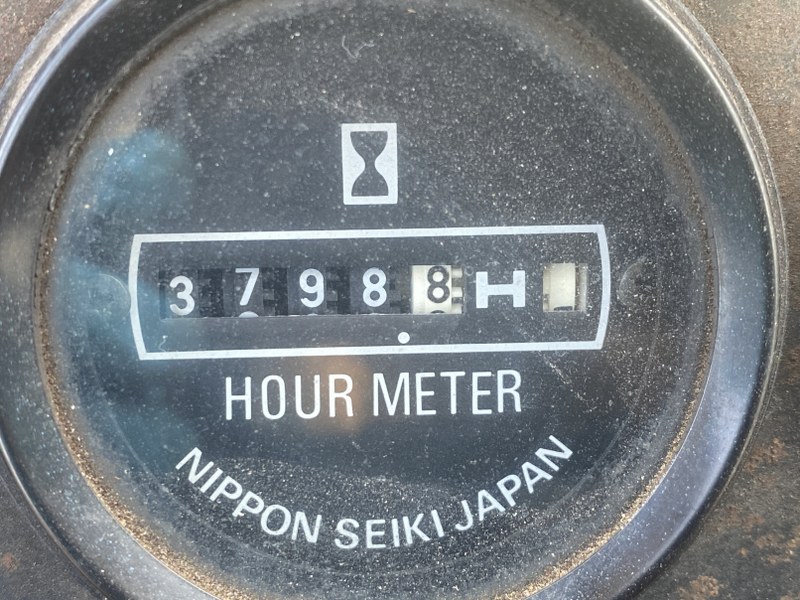 37988 H
HOUR METER
NIPPON SEIKI JAPAN